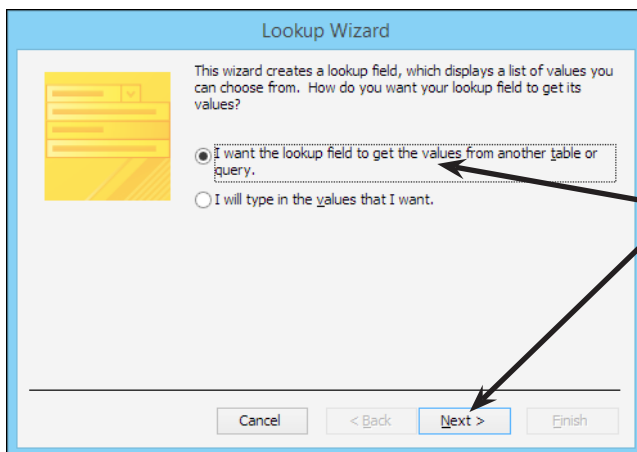 Lookup Wizard
This wizard creates a lookup field, which displays a list of values you
can choose from. How do you want your lookup field to get its
values?
I want the lookup field to get the values from another table or
query.
I will type in the values that I want.
Cancel
< Back
Next >
Finish